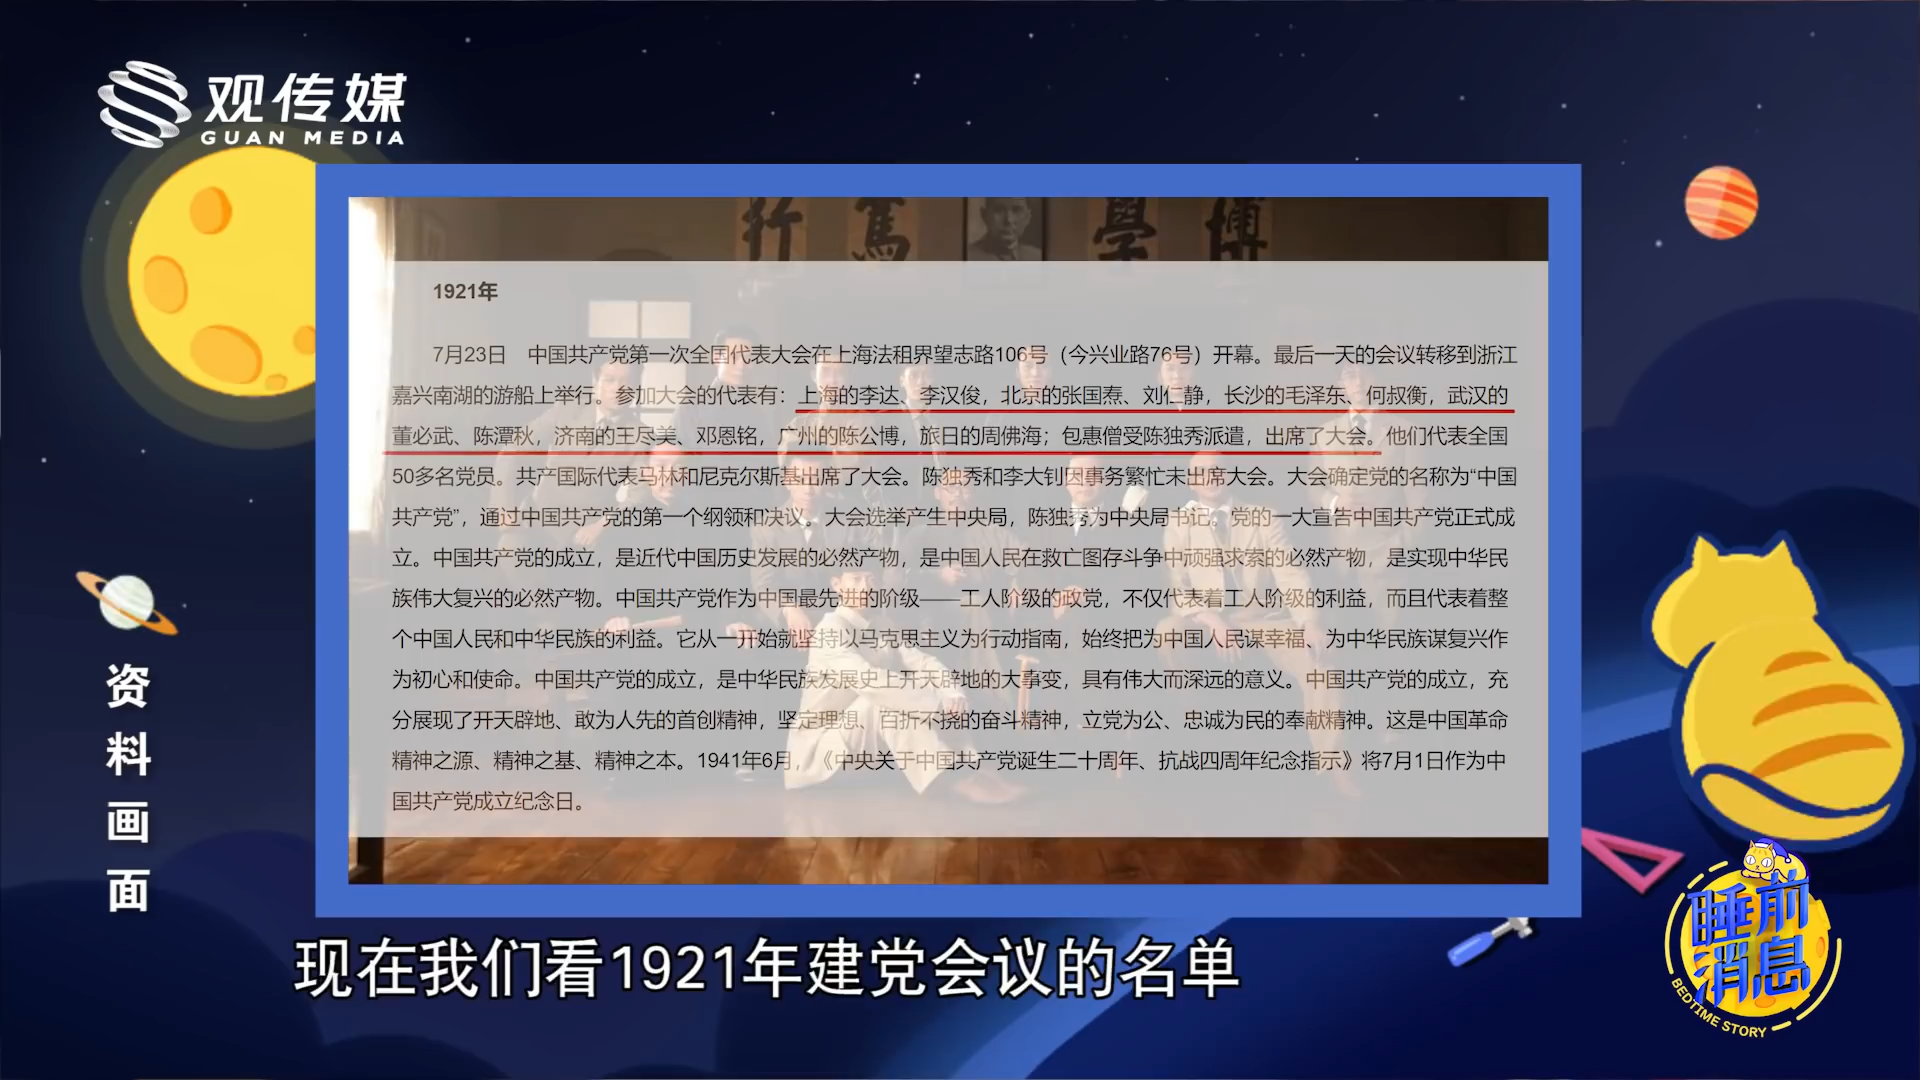 观传媒
GUAN MEDIA
行 篤 學 博
1921年
7月23日 中国共产党第一次全国代表大会在上海法租界望志路106号（今兴业路76号）开幕。最后一天的会议转移到浙江
嘉兴南湖的游船上举行。参加大会的代表有：上海的李达、李汉俊，北京的张国焘、刘仁静，长沙的毛泽东、何叔衡，武汉的
董必武、陈潭秋，济南的王尽美、邓恩铭，广州的陈公博，旅日的周佛海；包惠僧受陈独秀派遣，出席了大会。他们代表全国
50多名党员。共产国际代表马林和尼克尔斯基出席了大会。陈独秀和李大钊因事务繁忙未出席大会。大会确定党的名称为“中国
共产党”，通过中国共产党的第一个纲领和决议。大会选举产生中央局，陈独秀为中央局书记。党的一大宣告中国共产党正式成
立。中国共产党的成立，是近代中国历史发展的必然产物，是中国人民在救亡图存斗争中顽强求索的必然产物，是实现中华民
族伟大复兴的必然产物。中国共产党作为中国最先进的阶级——工人阶级的政党，不仅代表着工人阶级的利益，而且代表着整
个中国人民和中华民族的利益。它从一开始就坚持以马克思主义为行动指南，始终把为中国人民谋幸福、为中华民族谋复兴作
为初心和使命。中国共产党的成立，是中华民族发展史上开天辟地的大事变，具有伟大而深远的意义。中国共产党的成立，充
分展现了开天辟地、敢为人先的首创精神，坚定理想、百折不挠的奋斗精神，立党为公、忠诚为民的奉献精神。这是中国革命
精神之源、精神之基、精神之本。1941年6月，《中央关于中国共产党诞生二十周年、抗战四周年纪念指示》将7月1日作为中
国共产党成立纪念日。
资料画面
现在我们看1921年建党会议的名单
睡前
消息
BEDTIME STORY